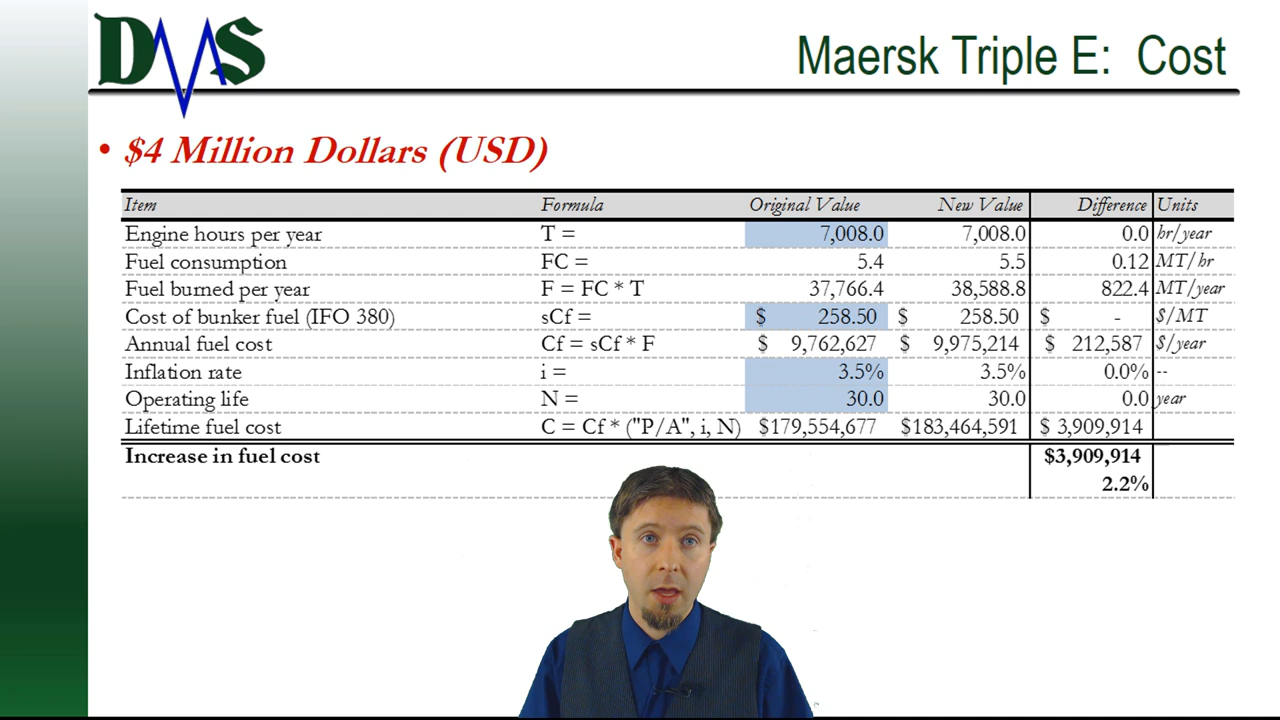 DMS
Maersk Triple E: Cost
• $4 Million Dollars (USD)
Item Formula Original Value New Value Difference Units
Engine hours per year T = 7,008.0 7,008.0 0.0 hr/year
Fuel consumption FC = 5.4 5.5 0.12 MT/hr
Fuel burned per year F = FC * T 37,766.4 38,588.8 822.4 MT/year
Cost of bunker fuel (IFO 380) sCf = $ 258.50 $ 258.50 $ - $/MT
Annual fuel cost Cf = sCf * F $ 9,762,627 $ 9,975,214 $ 212,587 $/year
Inflation rate i = 3.5% 3.5% 0.0% --
Operating life N = 30.0 30.0 0.0 year
Lifetime fuel cost C = Cf * ("P/A", i, N) $179,554,677 $183,464,591 $ 3,909,914
Increase in fuel cost $3,909,914
2.2%